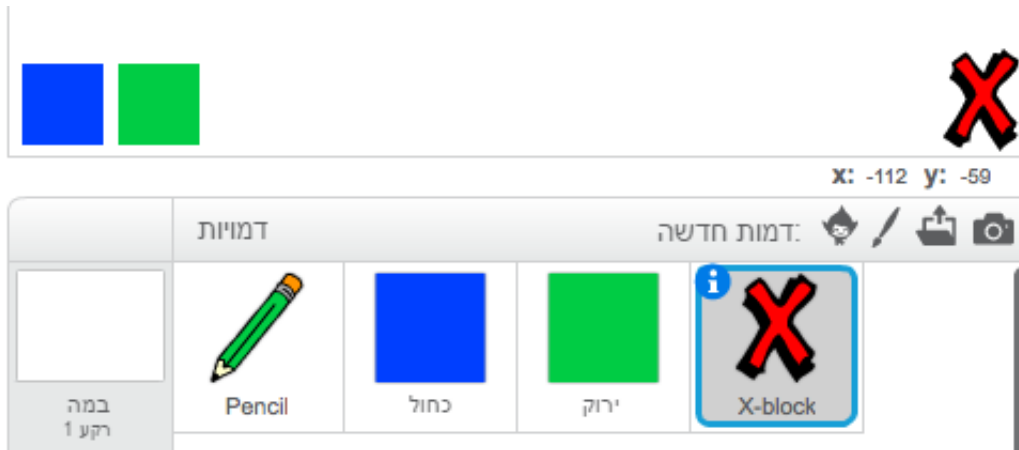 x: -112 y: -59
דמויות
דמות חדשה:
במה
רקע 1
Pencil
כחול
ירוק
X-block